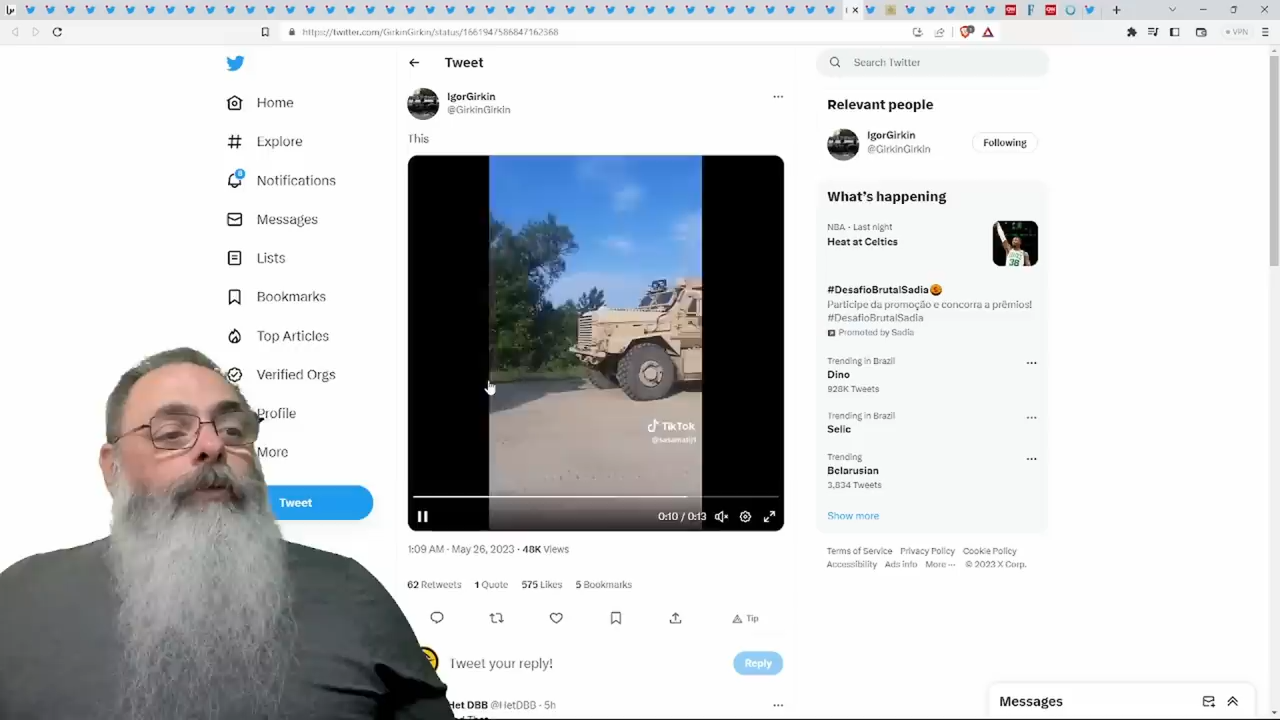 https://twitter.com/GirkinGirkin/status/1661947586847162368
VPN
Home
Explore
8
Notifications
Messages
Lists
Bookmarks
Top Articles
Verified Orgs
Profile
More
Tweet
Tweet
IgorGirkin
@GirkinGirkin
This
TikTok
0:10 / 0:13
1:09 AM · May 26, 2023 · 48K Views
62 Retweets 1 Quote 575 Likes 5 Bookmarks
Tip
Tweet your reply!
Reply
Het DBB @HetDBB · 5h
Search Twitter
Relevant people
IgorGirkin
@GirkinGirkin
Following
What's happening
NBA · Last night
Heat at Celtics
#DesafioBrutalSadia
Participe da promoção e concorra a prêmios!
#DesafioBrutalSadia
Promoted by Sadia
Trending in Brazil
Dino
928K Tweets
Trending in Brazil
Selic
Trending
Belarusian
3,834 Tweets
Show more
Terms of Service Privacy Policy Cookie Policy
Accessibility Ads info More ··· © 2023 X Corp.
Messages